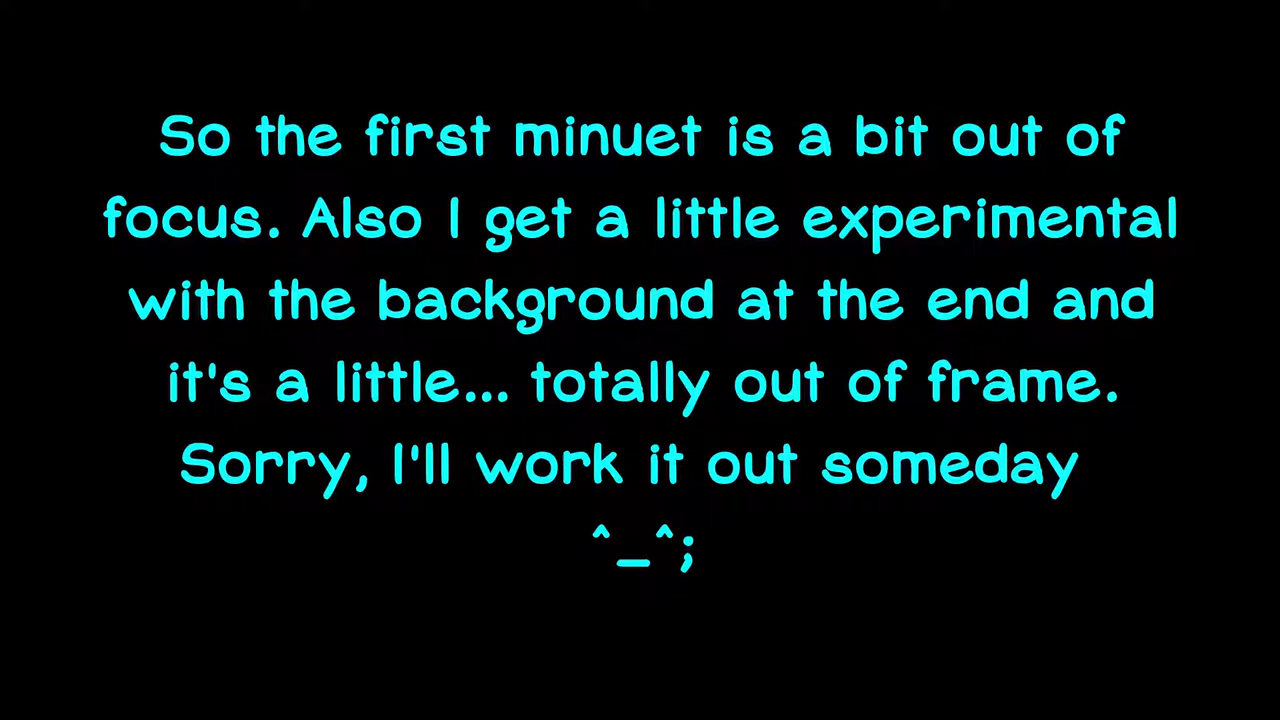 So the first minuet is a bit out of
focus. Also I get a little experimental
with the background at the end and
it's a little... totally out of frame.
Sorry, I'll work it out someday
^_^;